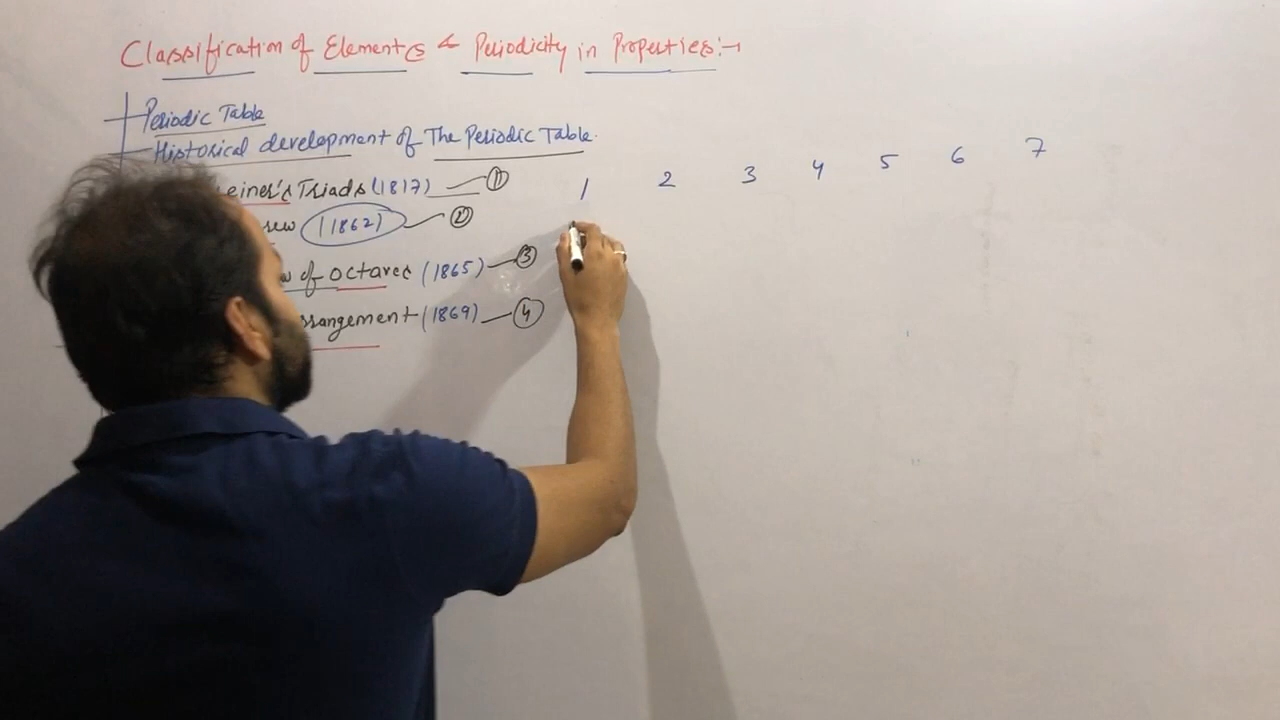 Classification of Elements & Periodicity in Properties:-
Periodic Table
Historical development of The Periodic Table.
einer's Triads (1817) — 1
(1862) — 2
of octaves (1865) — 3
(1869) — 4
1 2 3 4 5 6 7